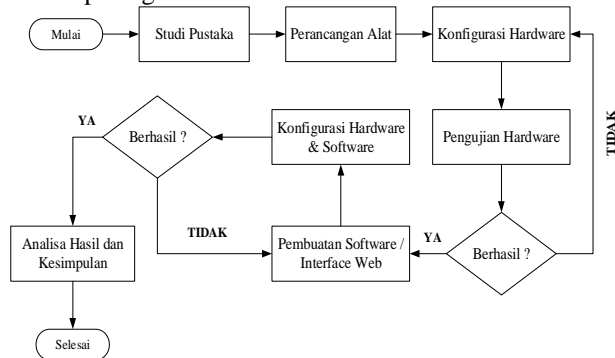 Mulai
Studi Pustaka
Perancangan Alat
Konfigurasi Hardware
TIDAK
Pengujian Hardware
Berhasil ?
YA
Pembuatan Software /
Interface Web
Konfigurasi Hardware
& Software
Berhasil ?
TIDAK
YA
Analisa Hasil dan
Kesimpulan
Selesai